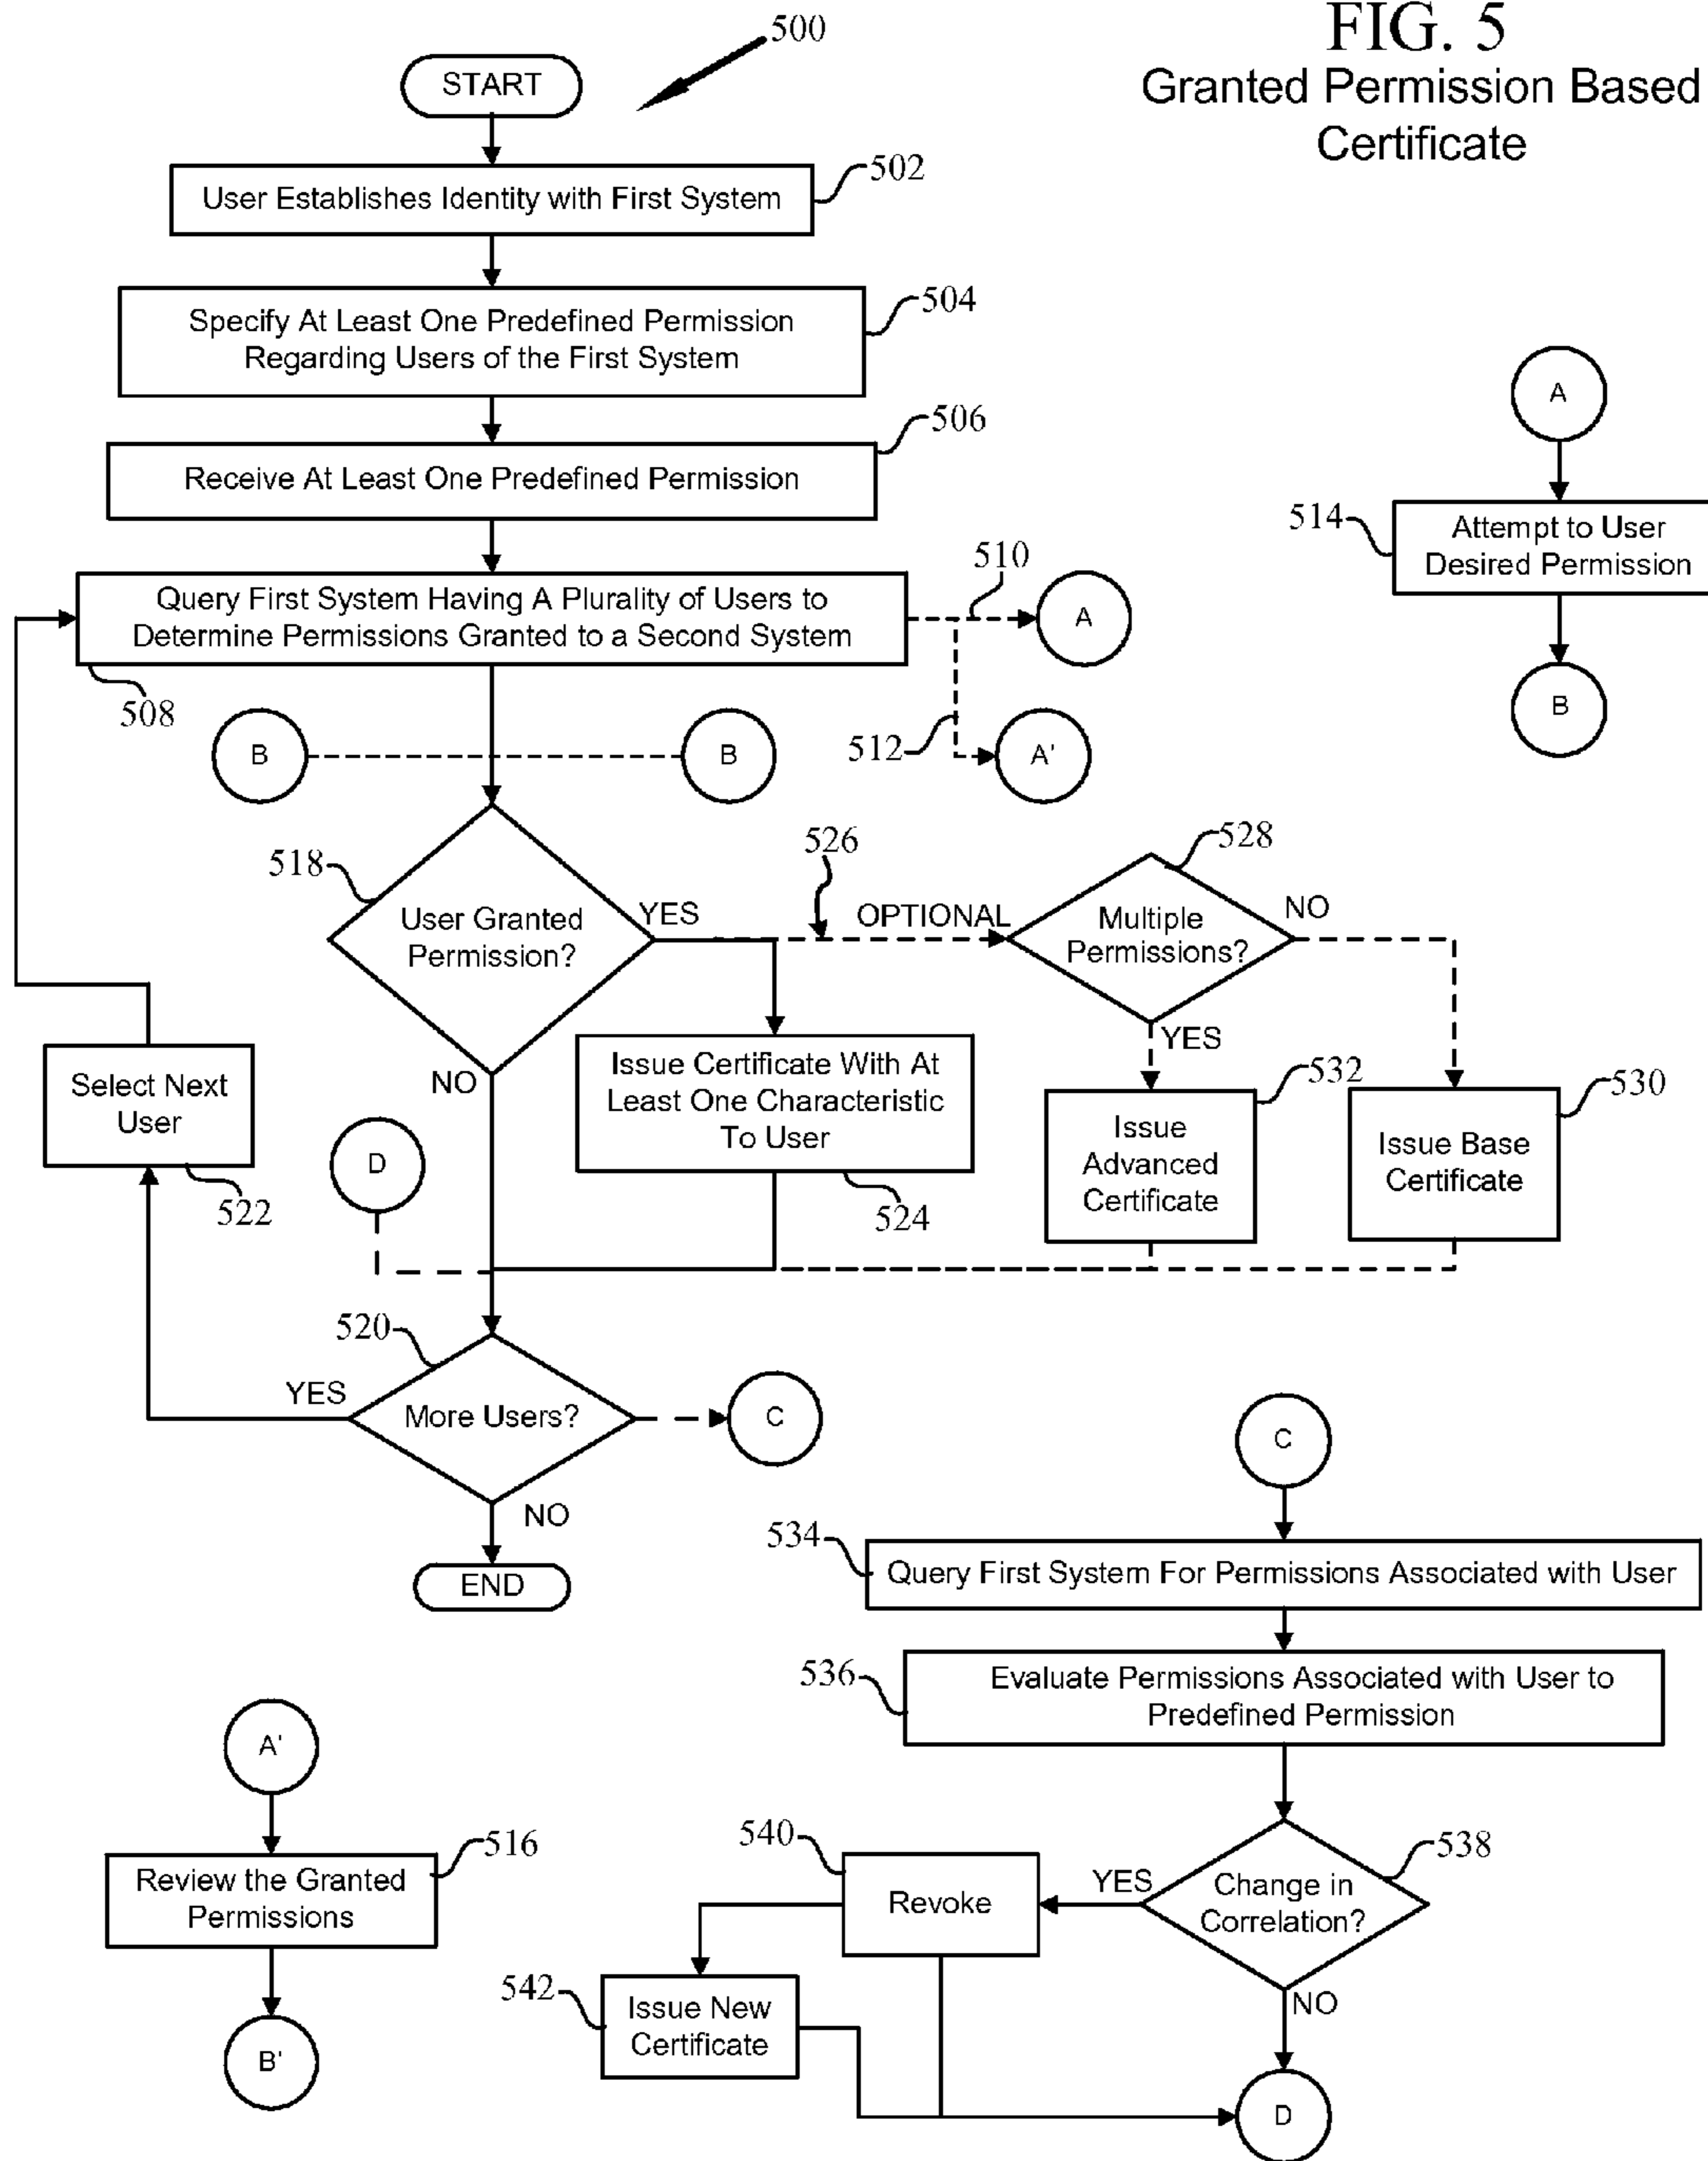 FIG. 5
Granted Permission Based
Certificate
500
START
502
User Establishes Identity with First System
504
Specify At Least One Predefined Permission
Regarding Users of the First System
506
Receive At Least One Predefined Permission
A
514
Attempt to User
Desired Permission
B
510
Query First System Having A Plurality of Users to
Determine Permissions Granted to a Second System
A
508
B
B
512
A'
518
User Granted
Permission?
YES
526
OPTIONAL
528
Multiple
Permissions?
NO
YES
NO
Select Next
User
522
D
Issue Certificate With At
Least One Characteristic
To User
524
532
Issue
Advanced
Certificate
530
Issue Base
Certificate
520
YES
More Users?
C
NO
END
C
534
Query First System For Permissions Associated with User
536
Evaluate Permissions Associated with User to
Predefined Permission
A'
516
Review the Granted
Permissions
B'
540
Revoke
YES
538
Change in
Correlation?
NO
542
Issue New
Certificate
D